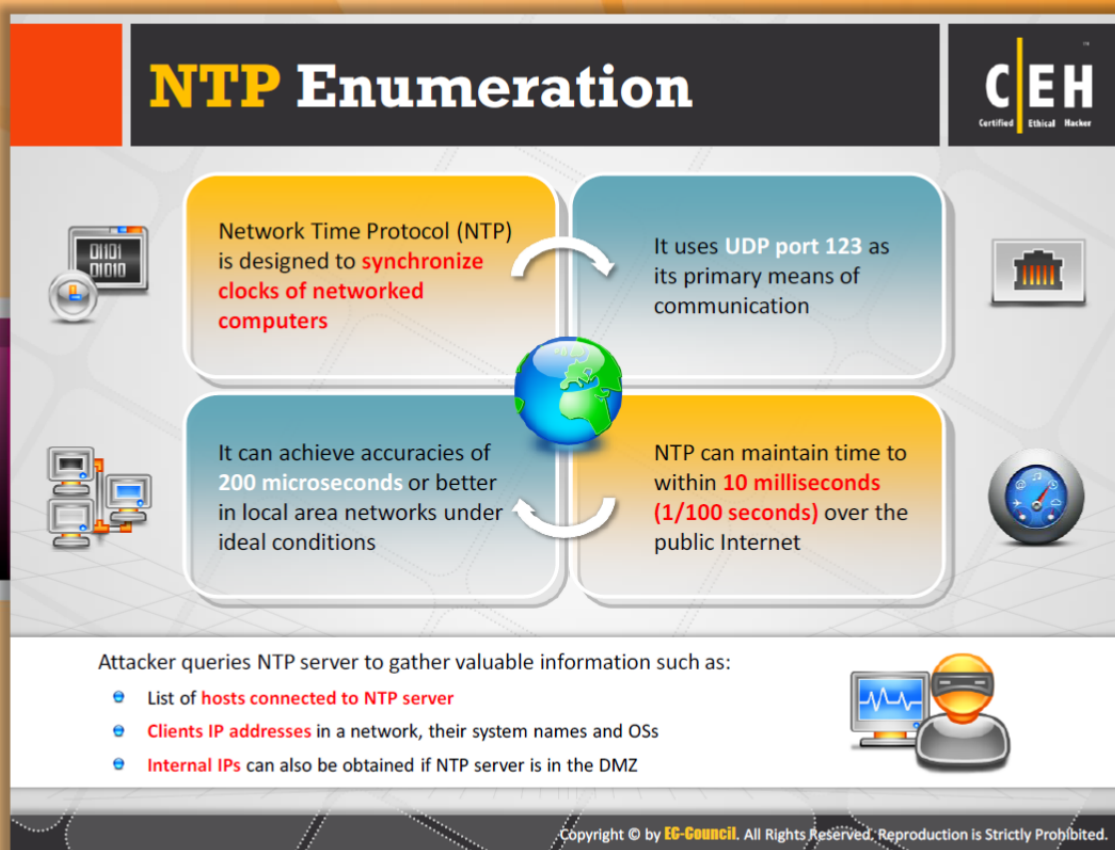 NTP Enumeration
CEH
TM
Certified Ethical Hacker
01101
01010
Network Time Protocol (NTP)
is designed to synchronize
clocks of networked
computers
It uses UDP port 123 as
its primary means of
communication
It can achieve accuracies of
200 microseconds or better
in local area networks under
ideal conditions
NTP can maintain time to
within 10 milliseconds
(1/100 seconds) over the
public Internet
Attacker queries NTP server to gather valuable information such as:
List of hosts connected to NTP server
Clients IP addresses in a network, their system names and OSs
Internal IPs can also be obtained if NTP server is in the DMZ
Copyright © by EC-Council. All Rights Reserved. Reproduction is Strictly Prohibited.